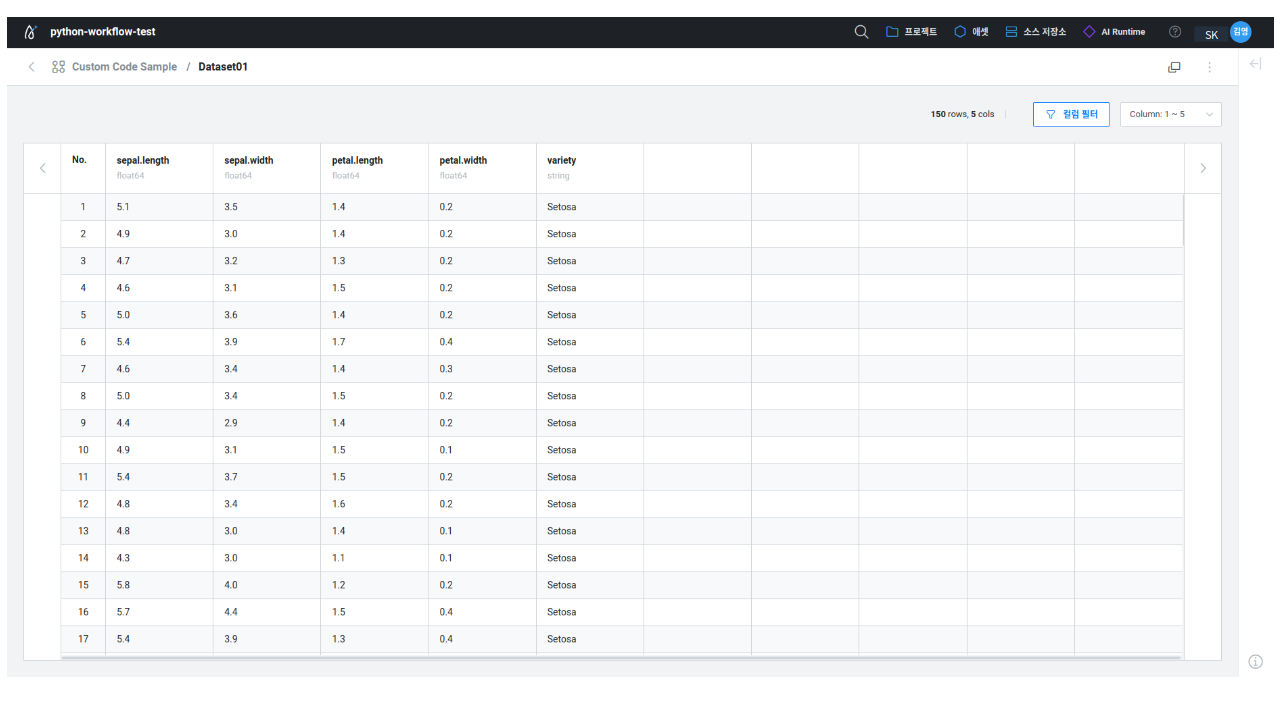 python-workflow-test 프로젝트 애셋 소스 저장소 AI Runtime ? SK 김영
Custom Code Sample / Dataset01
150 rows, 5 cols 컬럼 필터 Column: 1 ~ 5
No. sepal.length sepal.width petal.length petal.width variety
float64 float64 float64 float64 string
1 5.1 3.5 1.4 0.2 Setosa
2 4.9 3.0 1.4 0.2 Setosa
3 4.7 3.2 1.3 0.2 Setosa
4 4.6 3.1 1.5 0.2 Setosa
5 5.0 3.6 1.4 0.2 Setosa
6 5.4 3.9 1.7 0.4 Setosa
7 4.6 3.4 1.4 0.3 Setosa
8 5.0 3.4 1.5 0.2 Setosa
9 4.4 2.9 1.4 0.2 Setosa
10 4.9 3.1 1.5 0.1 Setosa
11 5.4 3.7 1.5 0.2 Setosa
12 4.8 3.4 1.6 0.2 Setosa
13 4.8 3.0 1.4 0.1 Setosa
14 4.3 3.0 1.1 0.1 Setosa
15 5.8 4.0 1.2 0.2 Setosa
16 5.7 4.4 1.5 0.4 Setosa
17 5.4 3.9 1.3 0.4 Setosa